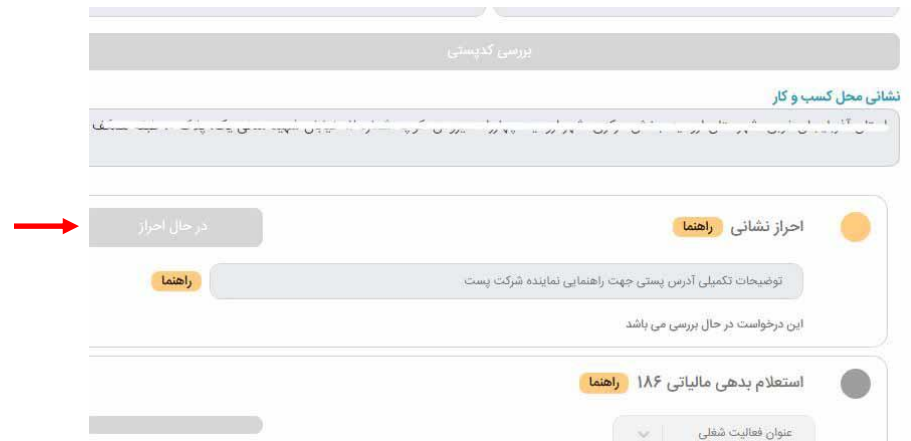 بررسی کدپستی
نشانی محل کسب و کار
احراز نشانی راهنما
در حال احراز
توضیحات تکمیلی آدرس پستی جهت راهنمایی نماینده شرکت پست
راهنما
این درخواست در حال بررسی می باشد
استعلام بدهی مالیاتی ۱۸۶ راهنما
عنوان فعالیت شغلی